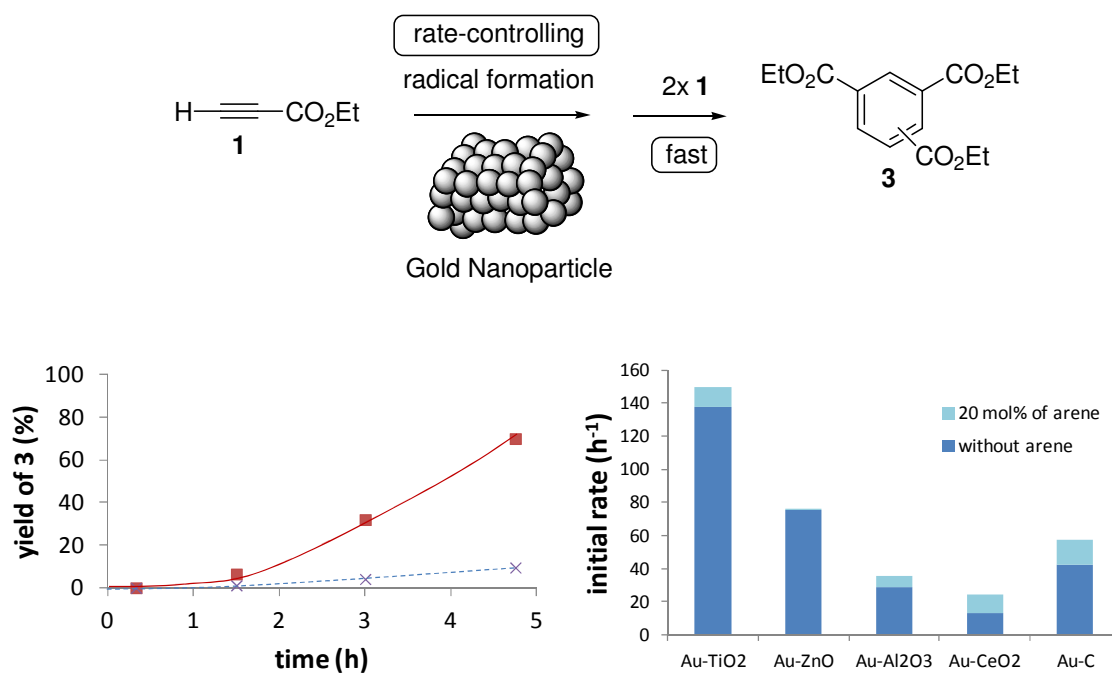 rate-controlling
radical formation
H
CO2Et
1
Gold Nanoparticle
2x 1
fast
EtO2C
CO2Et
CO2Et
3
yield of 3 (%)
100
80
60
40
20
0
0 1 2 3 4 5
time (h)
initial rate (h-1)
160
140
120
100
80
60
40
20
0
20 mol% of arene
without arene
Au-TiO2 Au-ZnO Au-Al2O3 Au-CeO2 Au-C